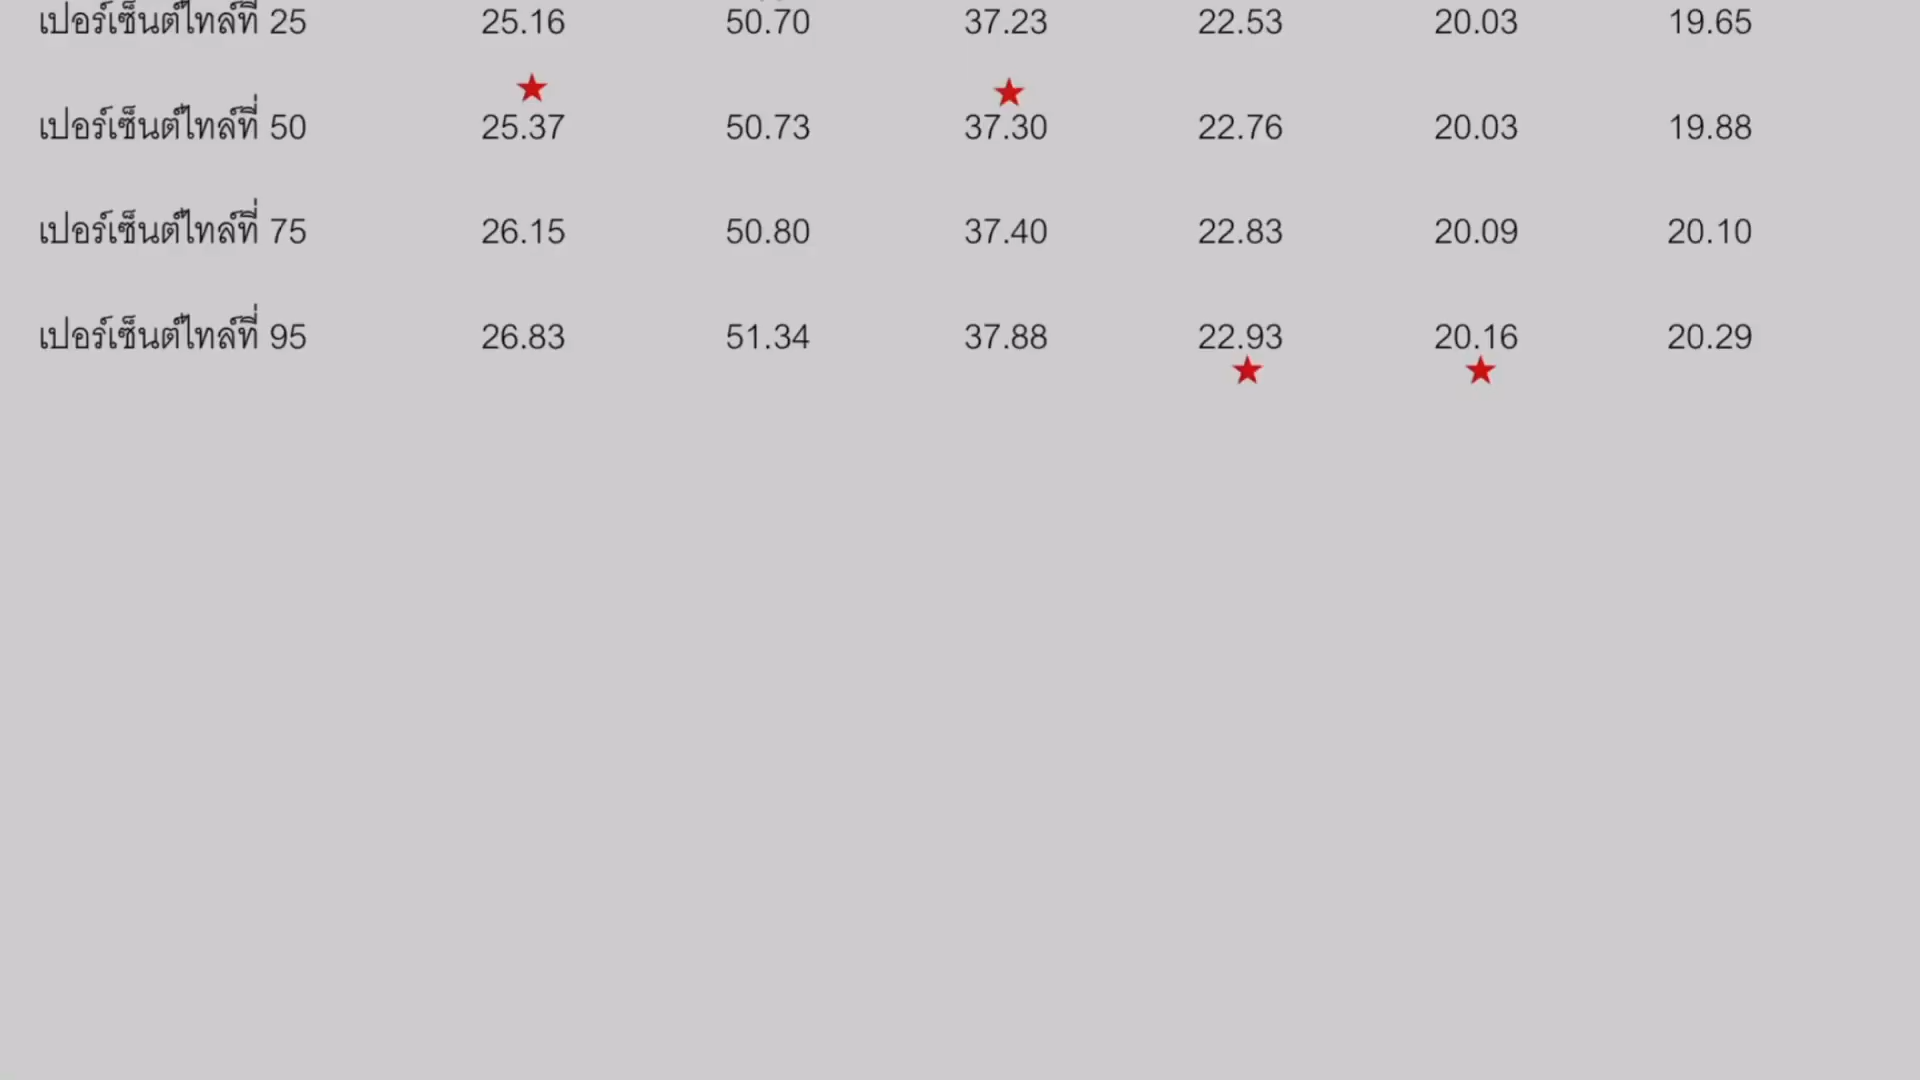 เปอร์เซ็นต์ไทล์ที่ 25 25.16 50.70 37.23 22.53 20.03 19.65
เปอร์เซ็นต์ไทล์ที่ 50 25.37 50.73 37.30 22.76 20.03 19.88
เปอร์เซ็นต์ไทล์ที่ 75 26.15 50.80 37.40 22.83 20.09 20.10
เปอร์เซ็นต์ไทล์ที่ 95 26.83 51.34 37.88 22.93 20.16 20.29